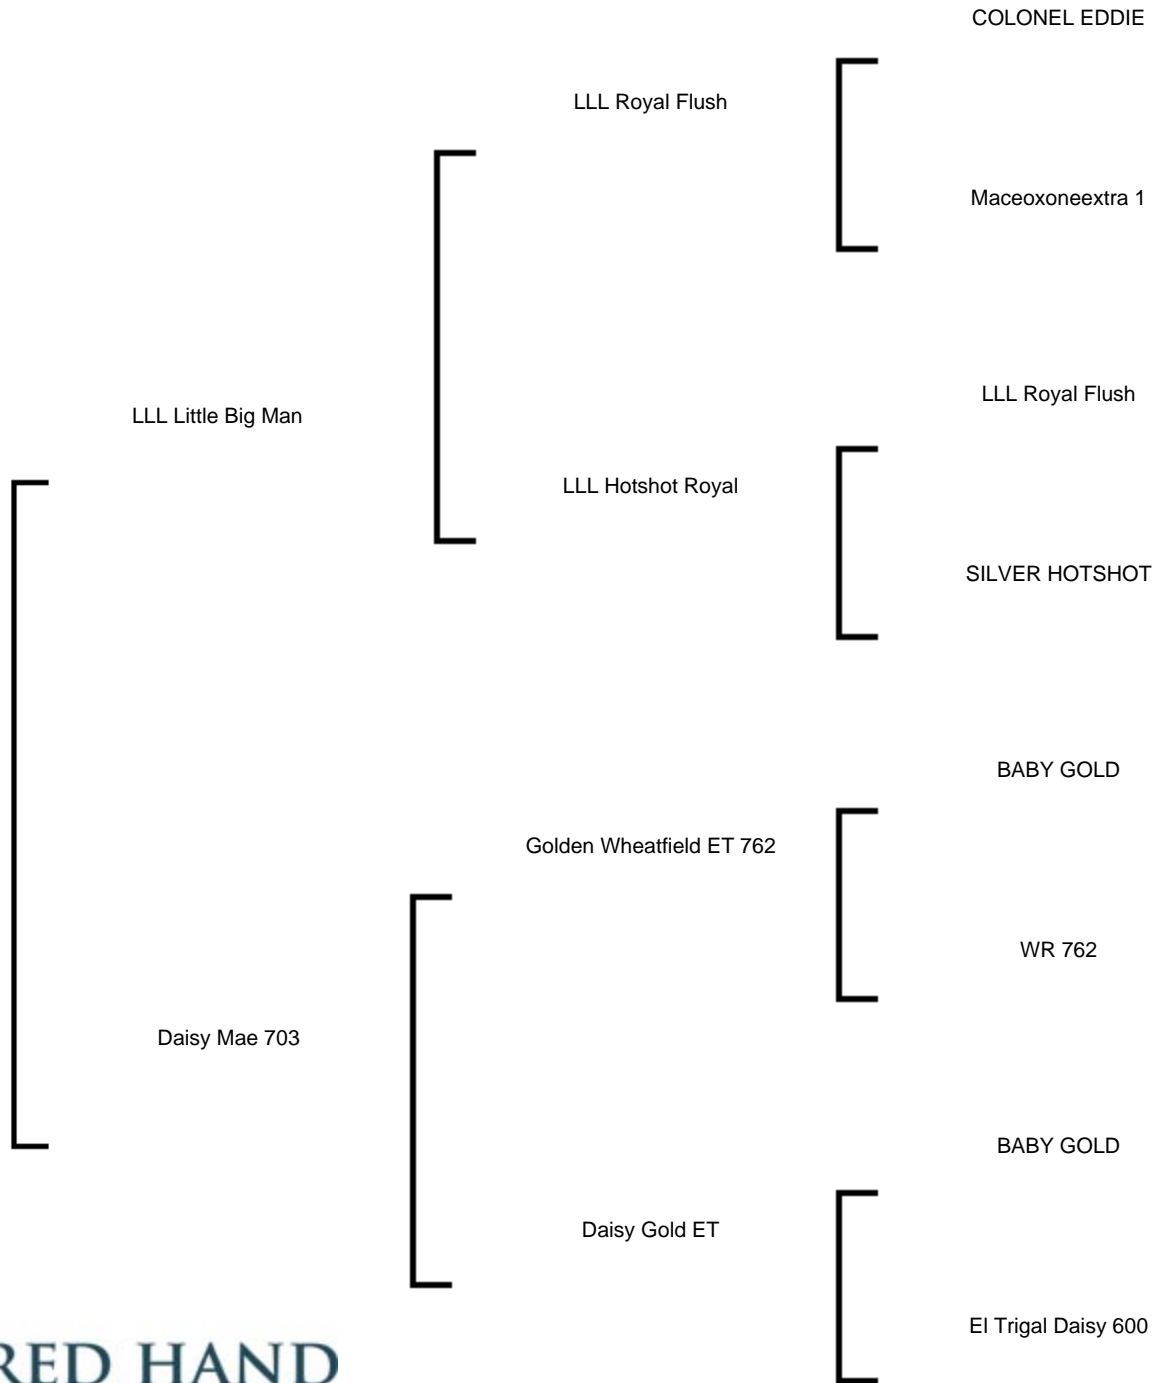 COLONEL EDDIE
LLL Royal Flush
Maceoxoneextra 1
LLL Royal Flush
LLL Little Big Man
LLL Hotshot Royal
SILVER HOTSHOT
BABY GOLD
Golden Wheatfield ET 762
WR 762
Daisy Mae 703
BABY GOLD
Daisy Gold ET
El Trigal Daisy 600
RED HAND